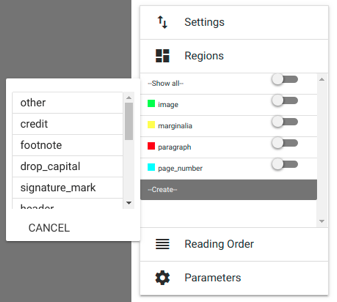 Settings
Regions
--Show all--
image
marginalia
paragraph
page_number
--Create--
other
credit
footnote
drop_capital
signature_mark
header
CANCEL
Reading Order
Parameters